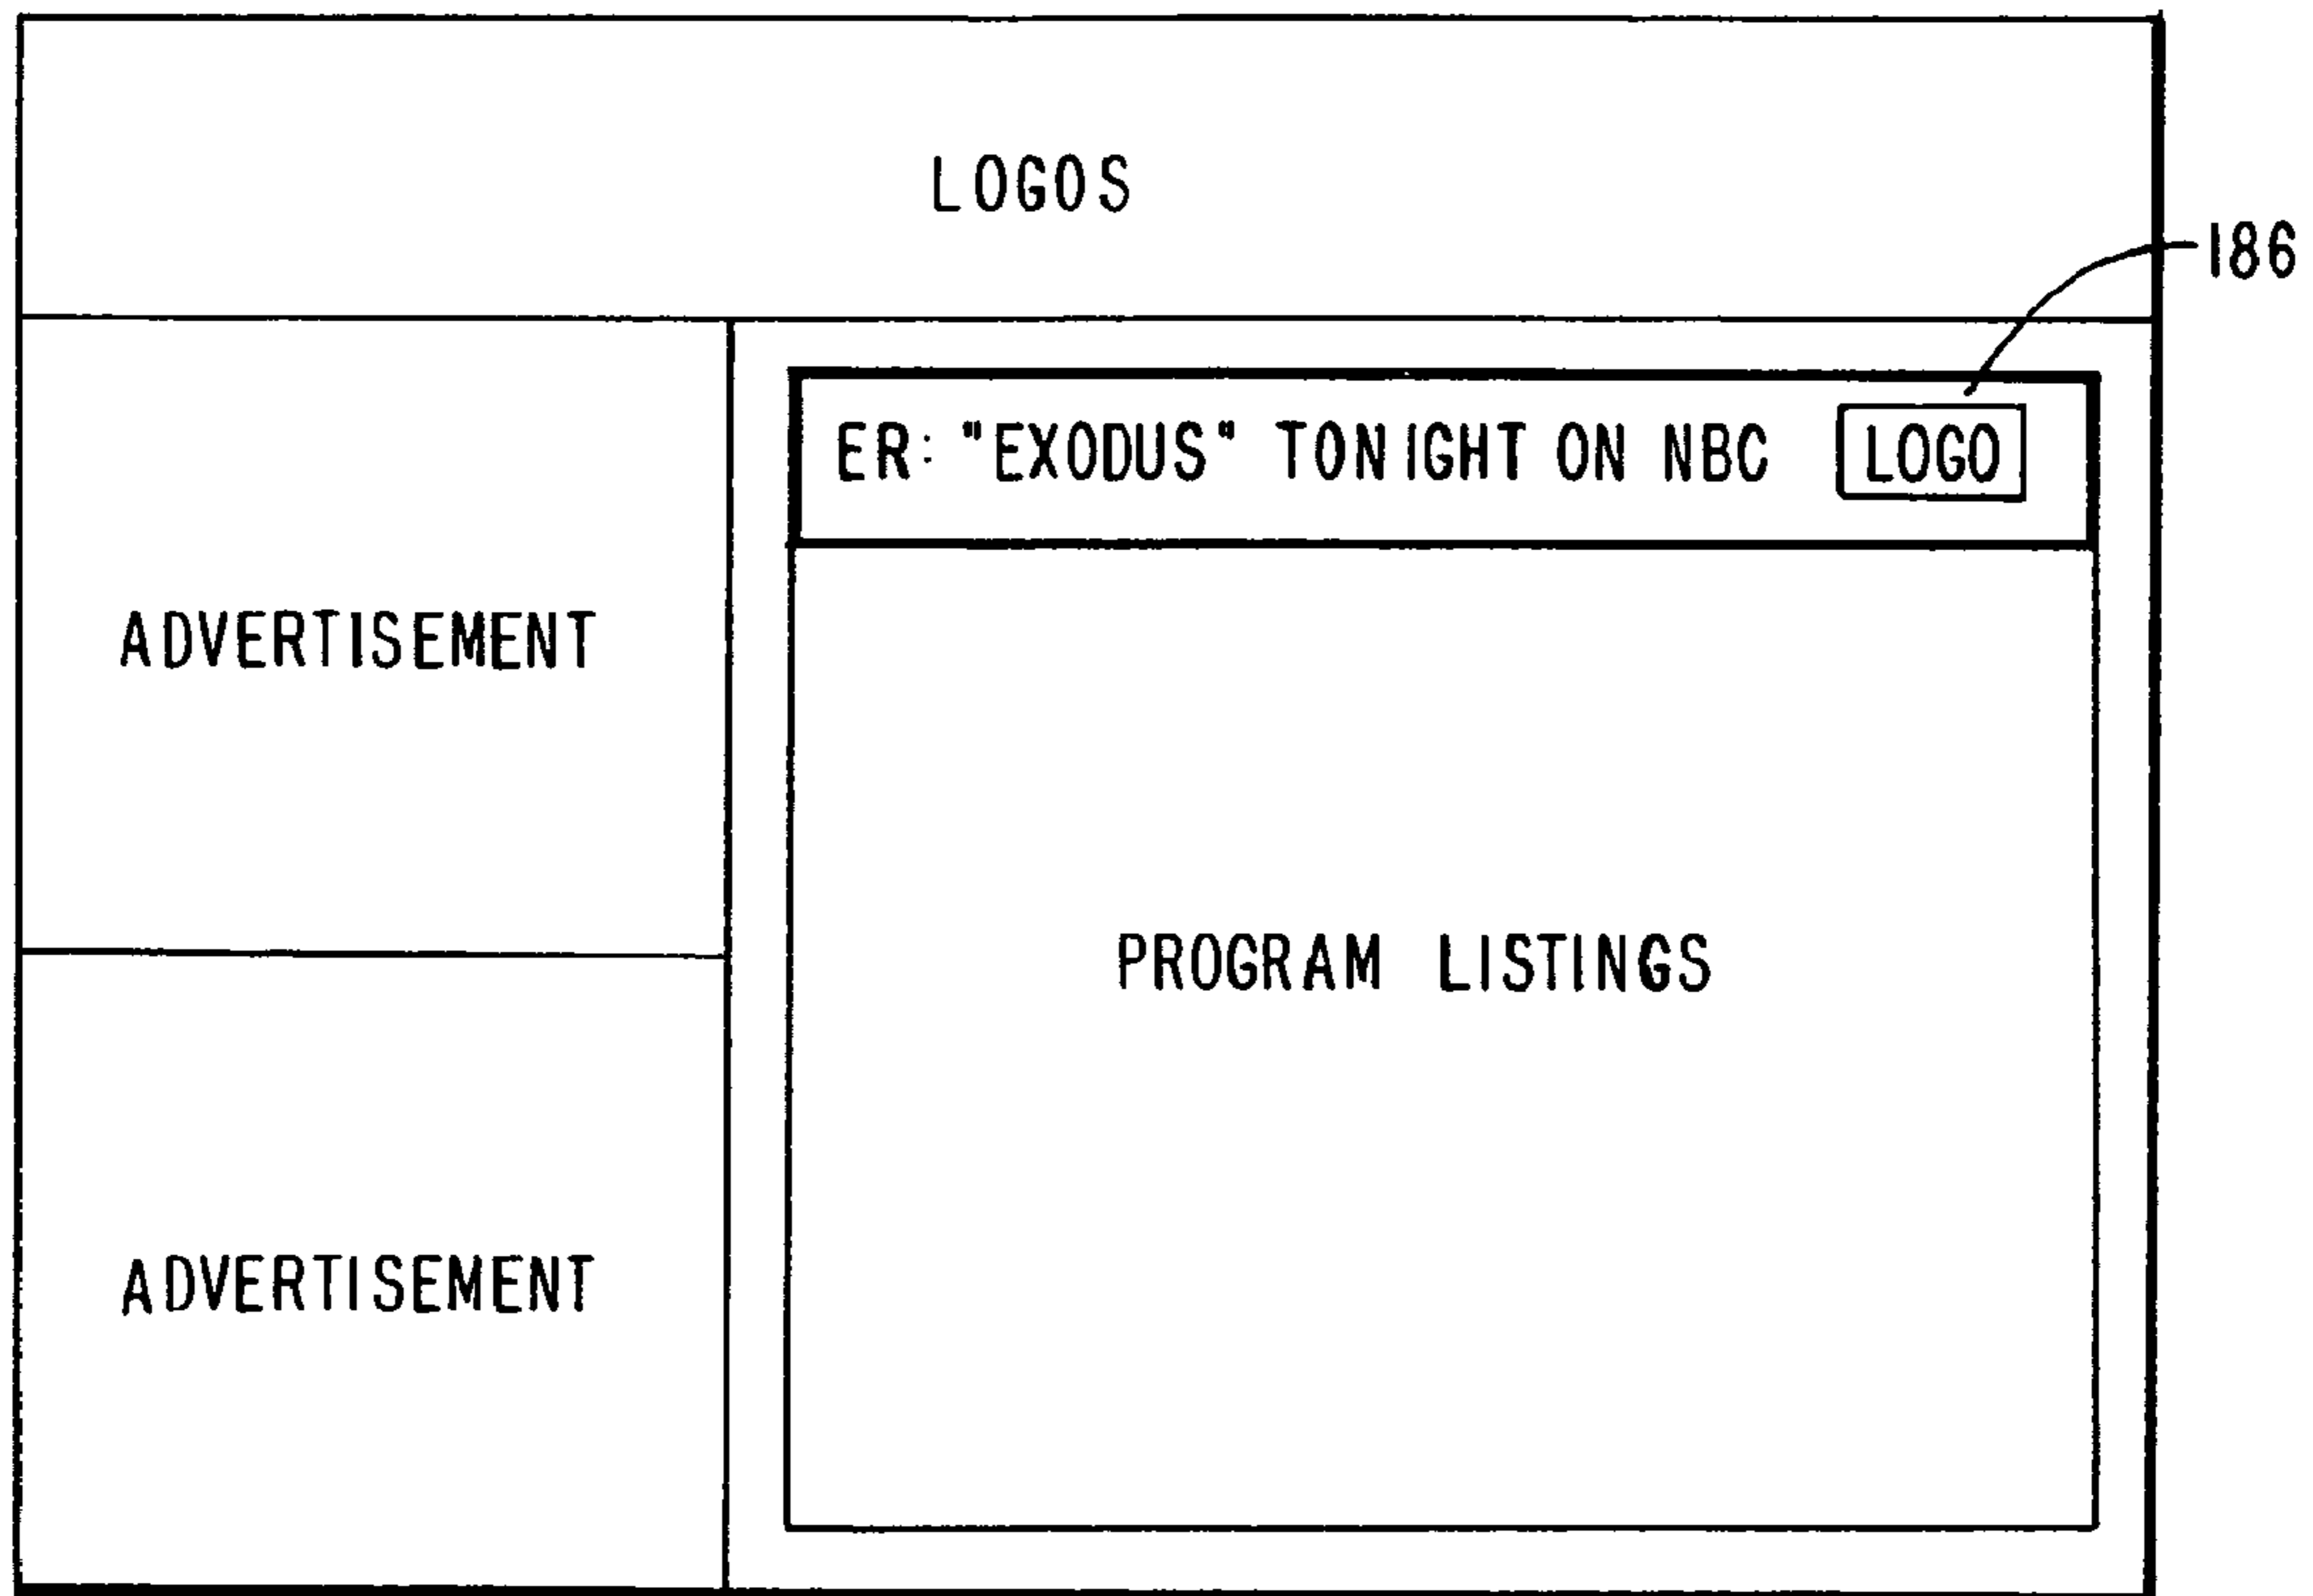 LOGOS
186
ER: "EXODUS" TONIGHT ON NBC LOGO
ADVERTISEMENT
PROGRAM LISTINGS
ADVERTISEMENT